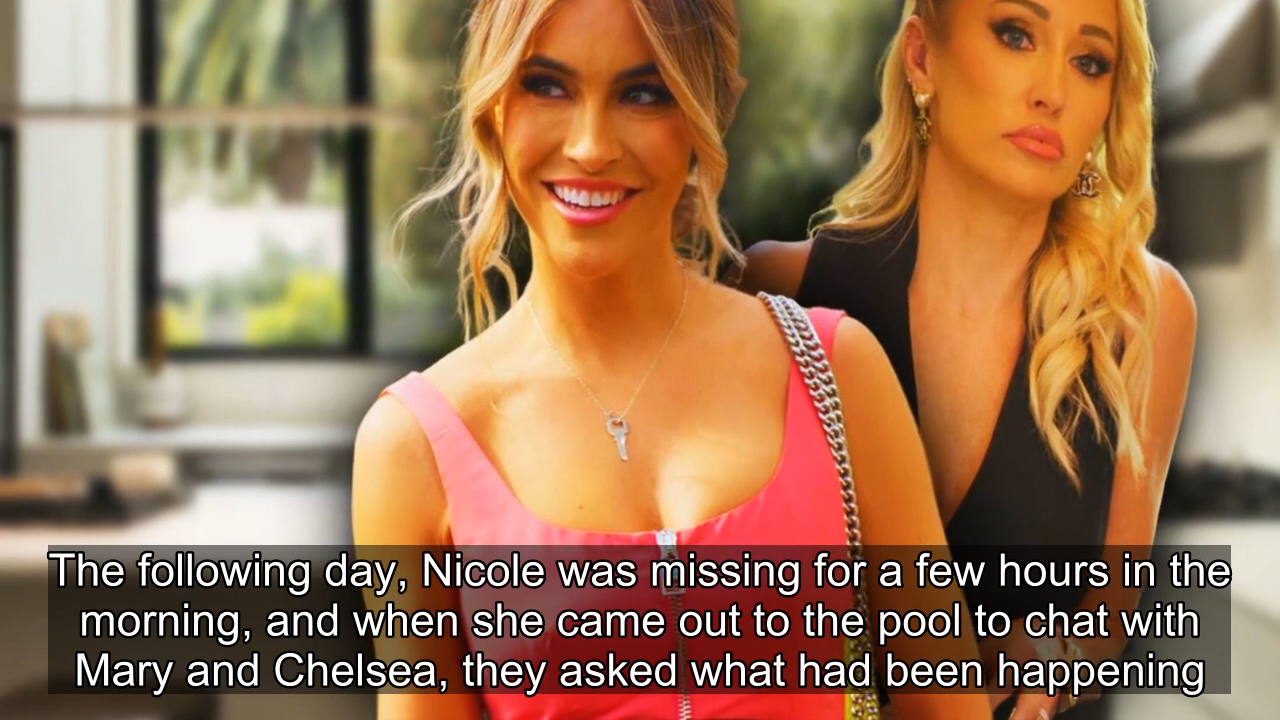 The following day, Nicole was missing for a few hours in the
morning, and when she came out to the pool to chat with
Mary and Chelsea, they asked what had been happening